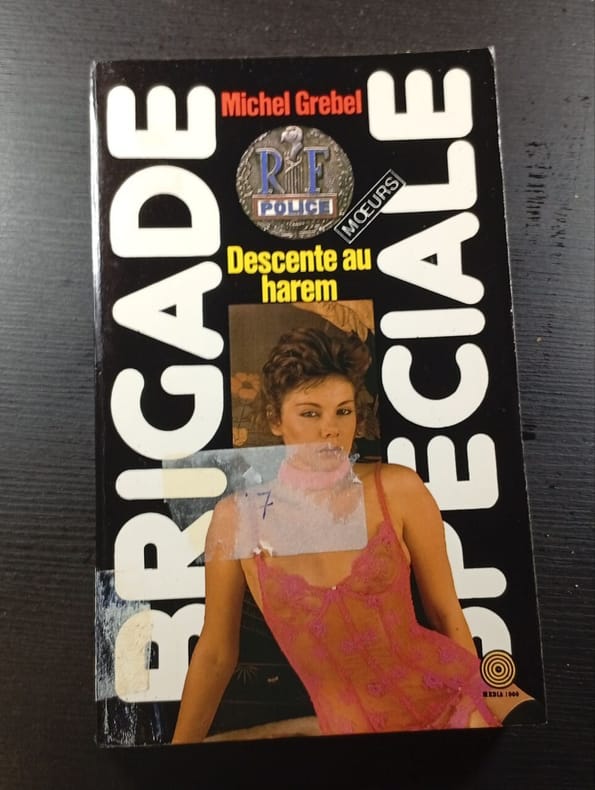 BRIGADE
SPECIALE
Michel Grebel
RF
POLICE
MŒURS
Descente au
harem
7
MEDIA 1000